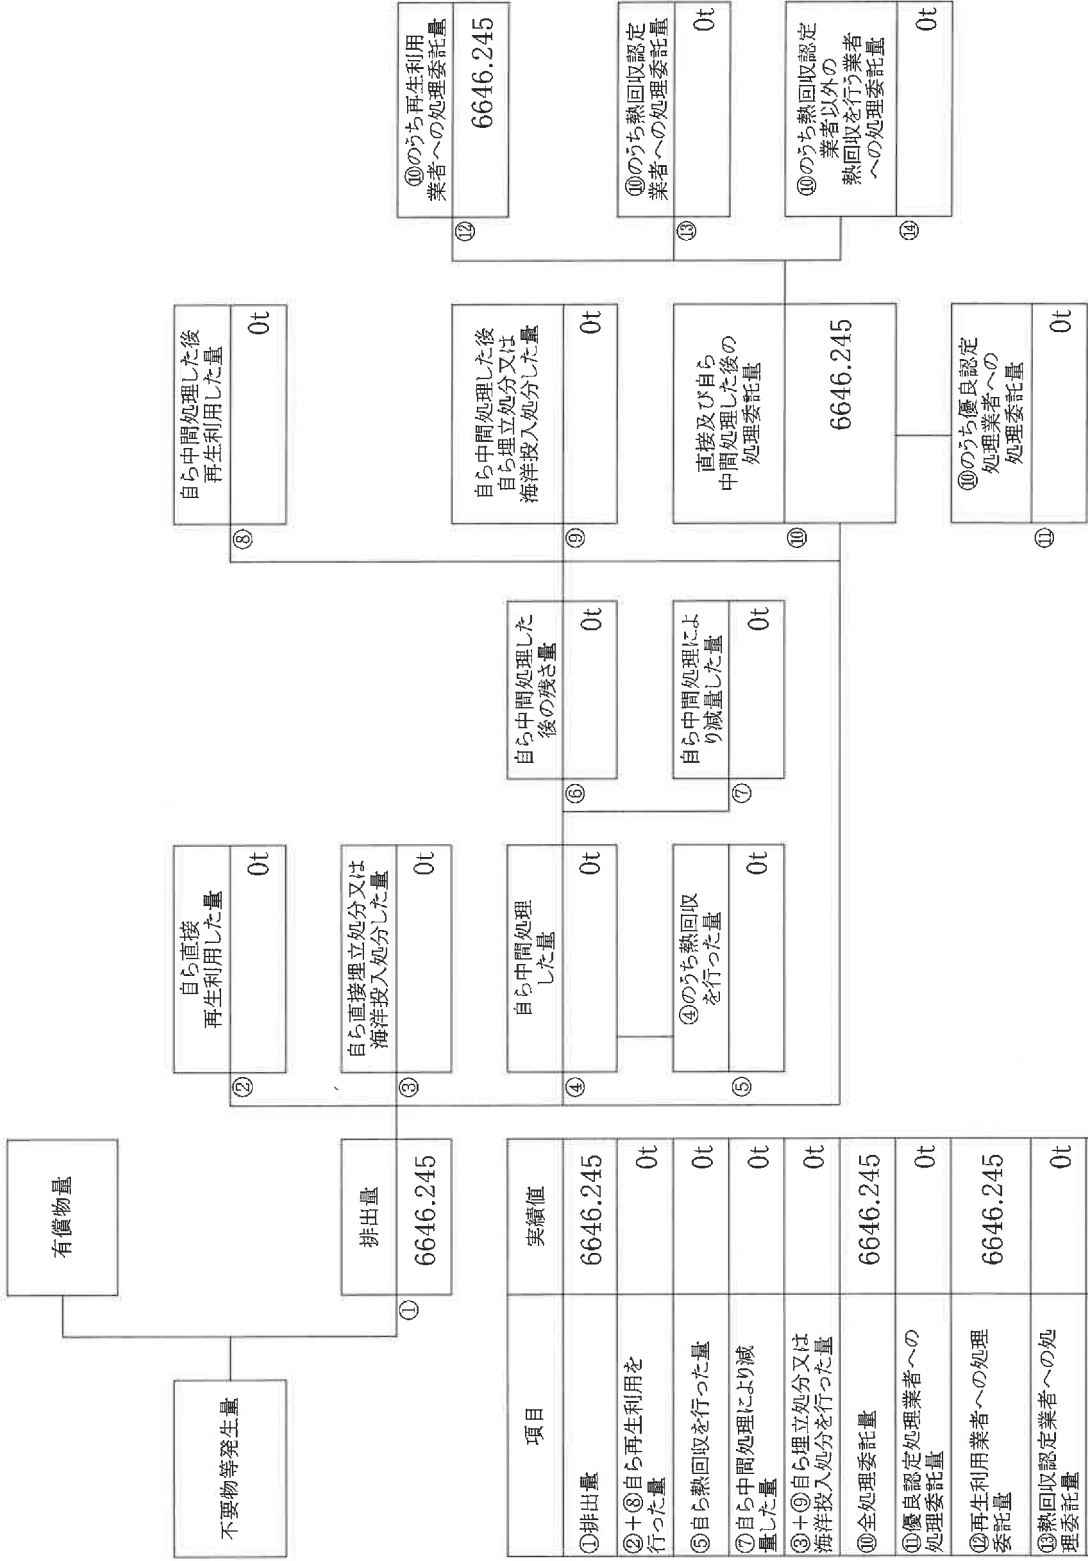 不要物等発生量
有償物量
①
排出量
6646.245
②
自ら直接
再生利用した量
0t
③
自ら直接埋立処分又は
海洋投入処分した量
0t
④
自ら中間処理
した量
0t
⑤
④のうち熱回収
を行った量
0t
⑥
自ら中間処理した
後の残さ量
0t
⑦
自ら中間処理によ
り減量した量
0t
⑧
自ら中間処理した後
再生利用した量
0t
⑨
自ら中間処理した後
自ら埋立処分又は
海洋投入処分した量
0t
⑩
直接及び自ら
中間処理した後の
処理委託量
6646.245
⑪
⑩のうち優良認定
処理業者への
処理委託量
0t
⑫
⑩のうち再生利用
業者への処理委託量
6646.245
⑬
⑩のうち熱回収認定
業者への処理委託量
0t
⑭
⑩のうち熱回収認定
業者以外の
熱回収を行う業者
への処理委託量
0t
項目
実績値
①排出量
6646.245
②+⑧自ら再生利用を
行った量
0t
⑤自ら熱回収を行った量
0t
⑦自ら中間処理により減
量した量
0t
③+⑨自ら埋立処分又は
海洋投入処分を行った量
0t
⑩全処理委託量
6646.245
⑪優良認定処理業者への
処理委託量
0t
⑫再生利用業者への処理
委託量
6646.245
⑬熱回収認定業者への処
理委託量
0t